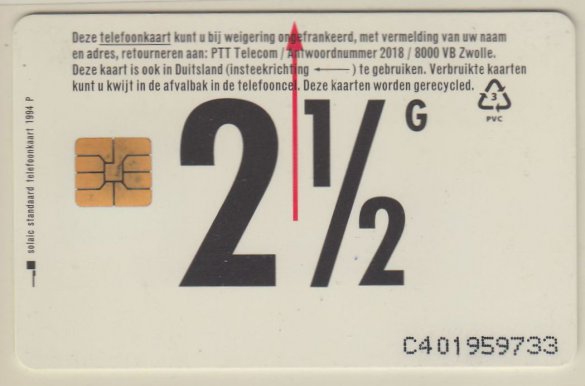 Deze telefoonkaart kunt u bij weigering ongefrankeerd, met vermelding van uw naam
en adres, retourneren aan: PTT Telecom / Antwoordnummer 2018 / 8000 VB Zwolle.
Deze kaart is ook in Duitsland (insteekrichting ⟵) te gebruiken. Verbruikte kaarten
kunt u kwijt in de afvalbak in de telefooncel. Deze kaarten worden gerecycled.
3
PVC
2½ G
solaic standaard telefoonkaart 1994 P
C401959733